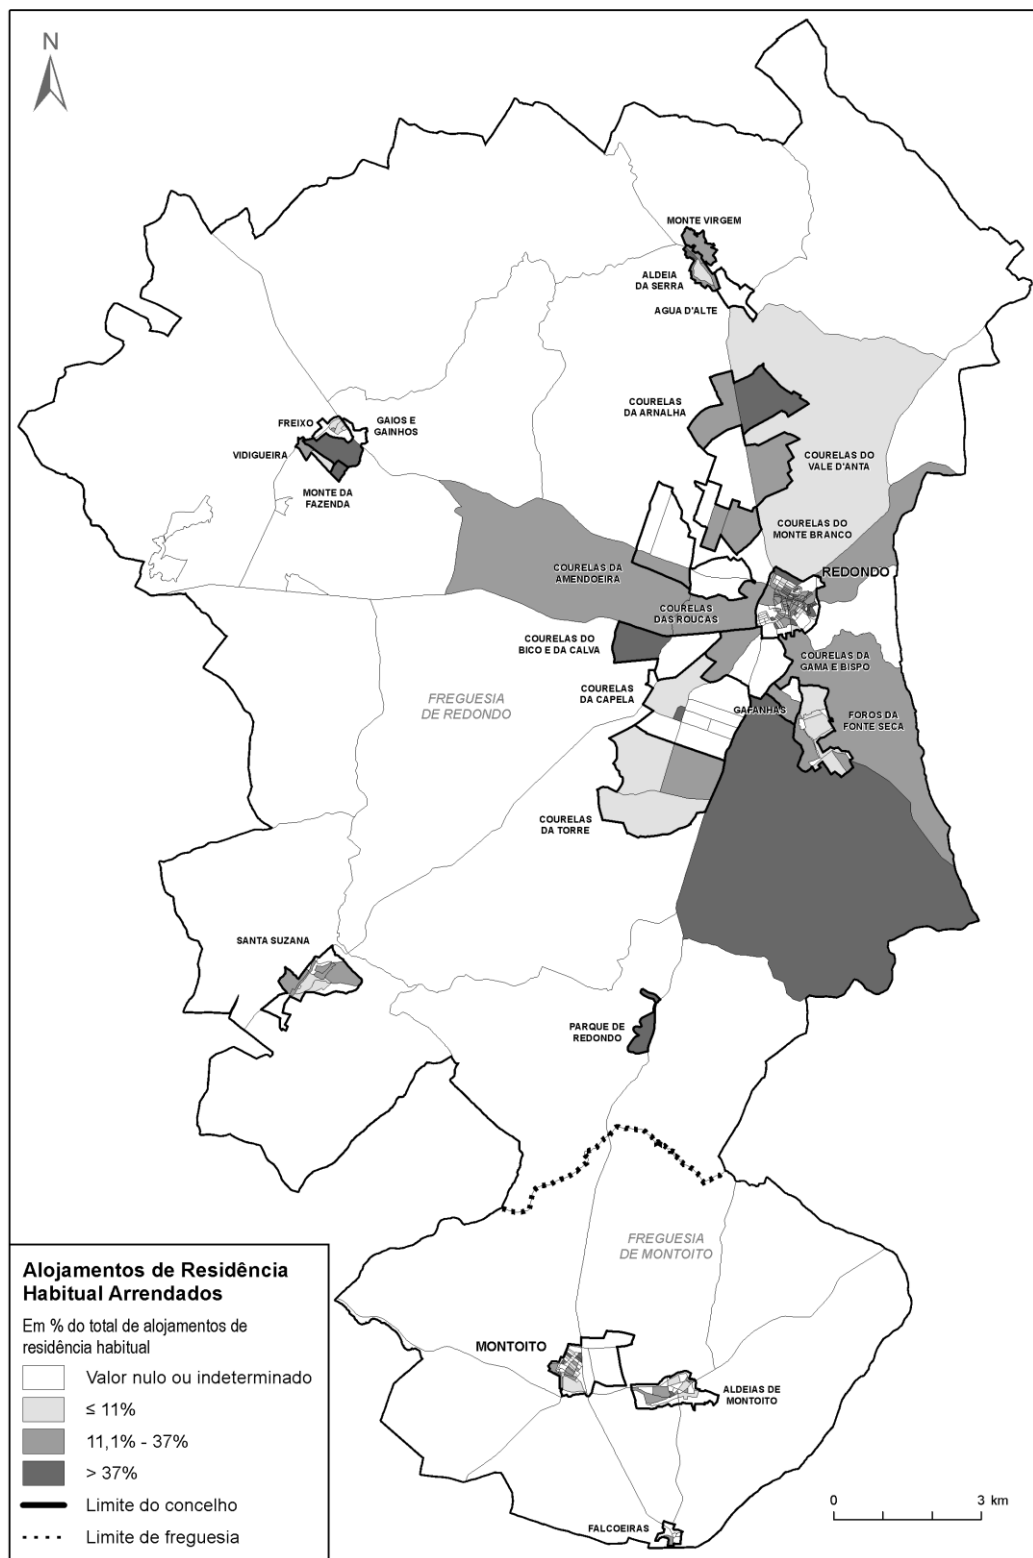 N
MONTE VIRGEM
ALDEIA
DA SERRA
AGUA D'ALTE
COURELAS
DA ARNALHA
FREIXO
GAIOS E
GAINHOS
VIDIGUEIRA
MONTE DA
FAZENDA
COURELAS DO
VALE D'ANTA
COURELAS DO
MONTE BRANCO
COURELAS DA
AMENDOEIRA
REDONDO
COURELAS
DAS ROUCAS
COURELAS DO
BICO E DA CALVA
COURELAS DA
GAMA E BISPO
COURELAS
DA CAPELA
FREGUESIA
DE REDONDO
GAFANHAS
FOROS DA
FONTE SECA
COURELAS
DA TORRE
SANTA SUZANA
PARQUE DE
REDONDO
FREGUESIA
DE MONTOITO
MONTOITO
ALDEIAS DE
MONTOITO
FALCOEIRAS
Alojamentos de Residência
Habitual Arrendados
Em % do total de alojamentos de
residência habitual
Valor nulo ou indeterminado
≤ 11%
11,1% - 37%
> 37%
Limite do concelho
Limite de freguesia
0 3 km